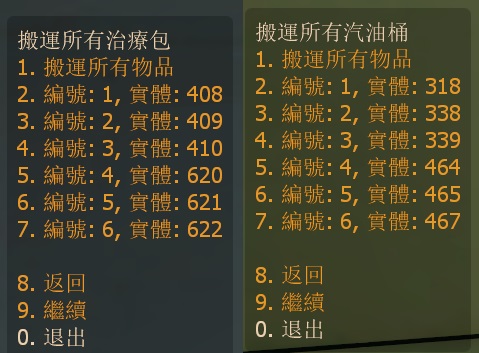 搬運所有治療包
1. 搬運所有物品
2. 編號: 1, 實體: 408
3. 編號: 2, 實體: 409
4. 編號: 3, 實體: 410
5. 編號: 4, 實體: 620
6. 編號: 5, 實體: 621
7. 編號: 6, 實體: 622
8. 返回
9. 繼續
0. 退出
搬運所有汽油桶
1. 搬運所有物品
2. 編號: 1, 實體: 318
3. 編號: 2, 實體: 338
4. 編號: 3, 實體: 339
5. 編號: 4, 實體: 464
6. 編號: 5, 實體: 465
7. 編號: 6, 實體: 467
8. 返回
9. 繼續
0. 退出